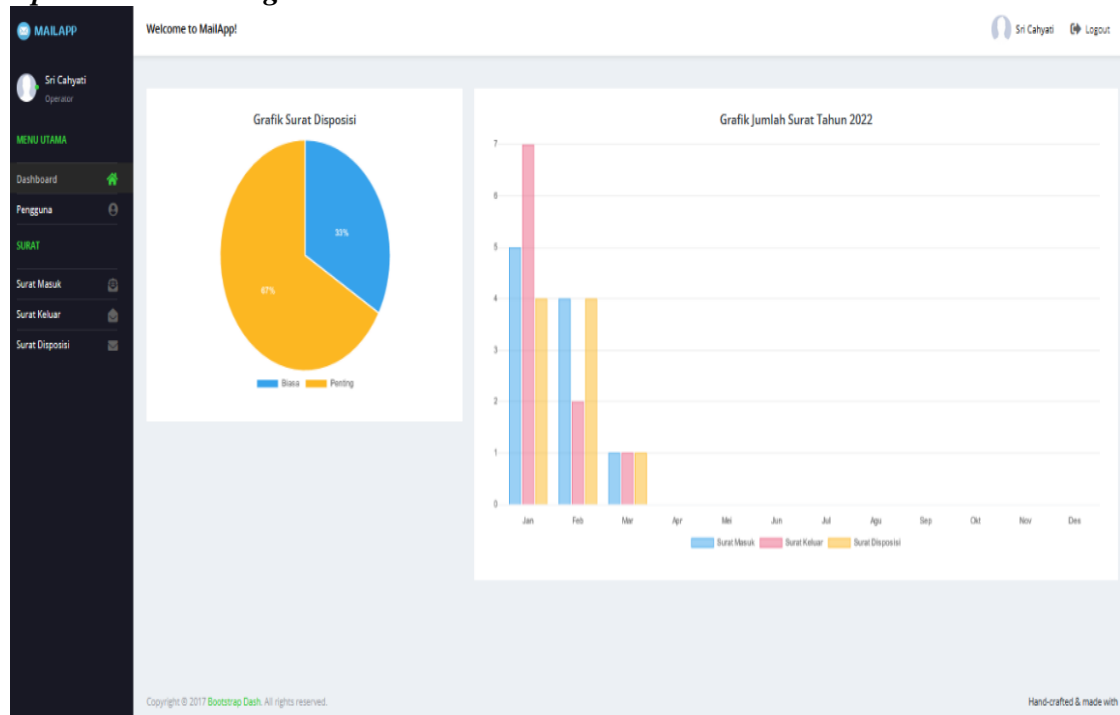 MAILAPP
Welcome to MailApp!
Sri Cahyati
Logout
Sri Cahyati
Operator
MENU UTAMA
Dashboard
Pengguna
SURAT
Surat Masuk
Surat Keluar
Surat Disposisi
Grafik Surat Disposisi
33%
67%
Biasa Penting
Grafik Jumlah Surat Tahun 2022
7
6
5
4
3
2
1
0
Jan Feb Mar Apr Mei Jun Jul Agu Sep Okt Nov Des
Surat Masuk Surat Keluar Surat Disposisi
Copyright © 2017 Bootstrap Dash. All rights reserved.
Hand-crafted & made with